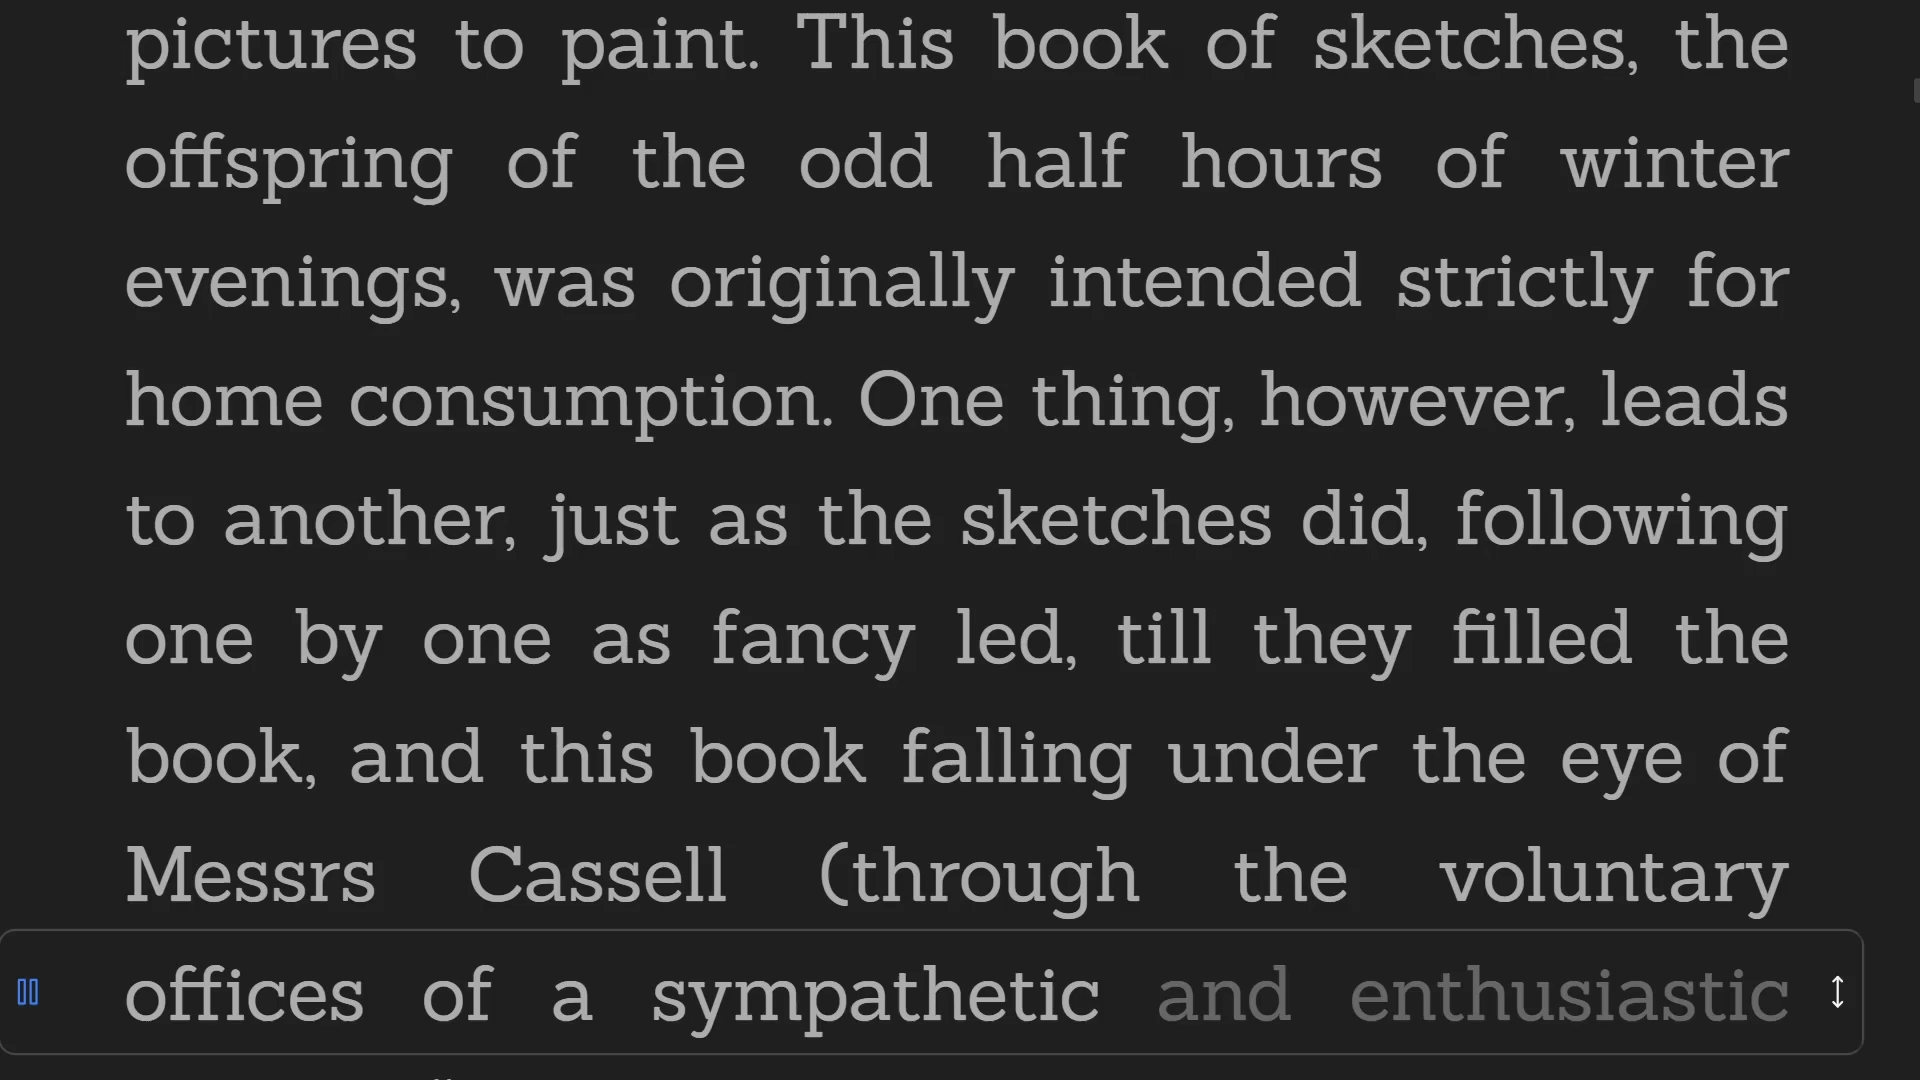 pictures to paint. This book of sketches, the
offspring of the odd half hours of winter
evenings, was originally intended strictly for
home consumption. One thing, however, leads
to another, just as the sketches did, following
one by one as fancy led, till they filled the
book, and this book falling under the eye of
Messrs Cassell (through the voluntary
offices of a sympathetic and enthusiastic